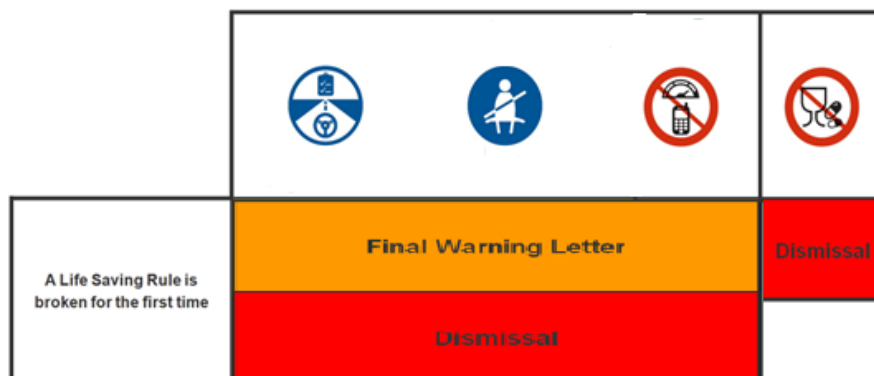 Final Warning Letter
Dismissal
A Life Saving Rule is
broken for the first time
Dismissal